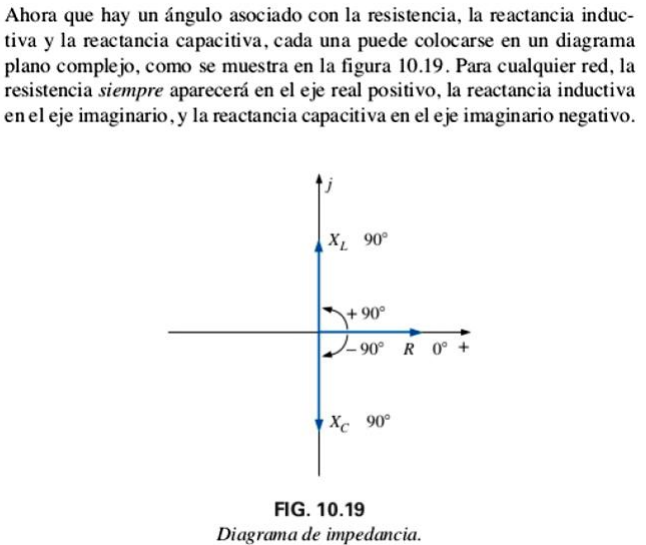 Ahora que hay un ángulo asociado con la resistencia, la reactancia induc-
tiva y la reactancia capacitiva, cada una puede colocarse en un diagrama
plano complejo, como se muestra en la figura 10.19. Para cualquier red, la
resistencia siempre aparecerá en el eje real positivo, la reactancia inductiva
en el eje imaginario, y la reactancia capacitiva en el eje imaginario negativo.
j
X_L 90°
+ 90°
– 90° R 0° +
X_C 90°
FIG. 10.19
Diagrama de impedancia.